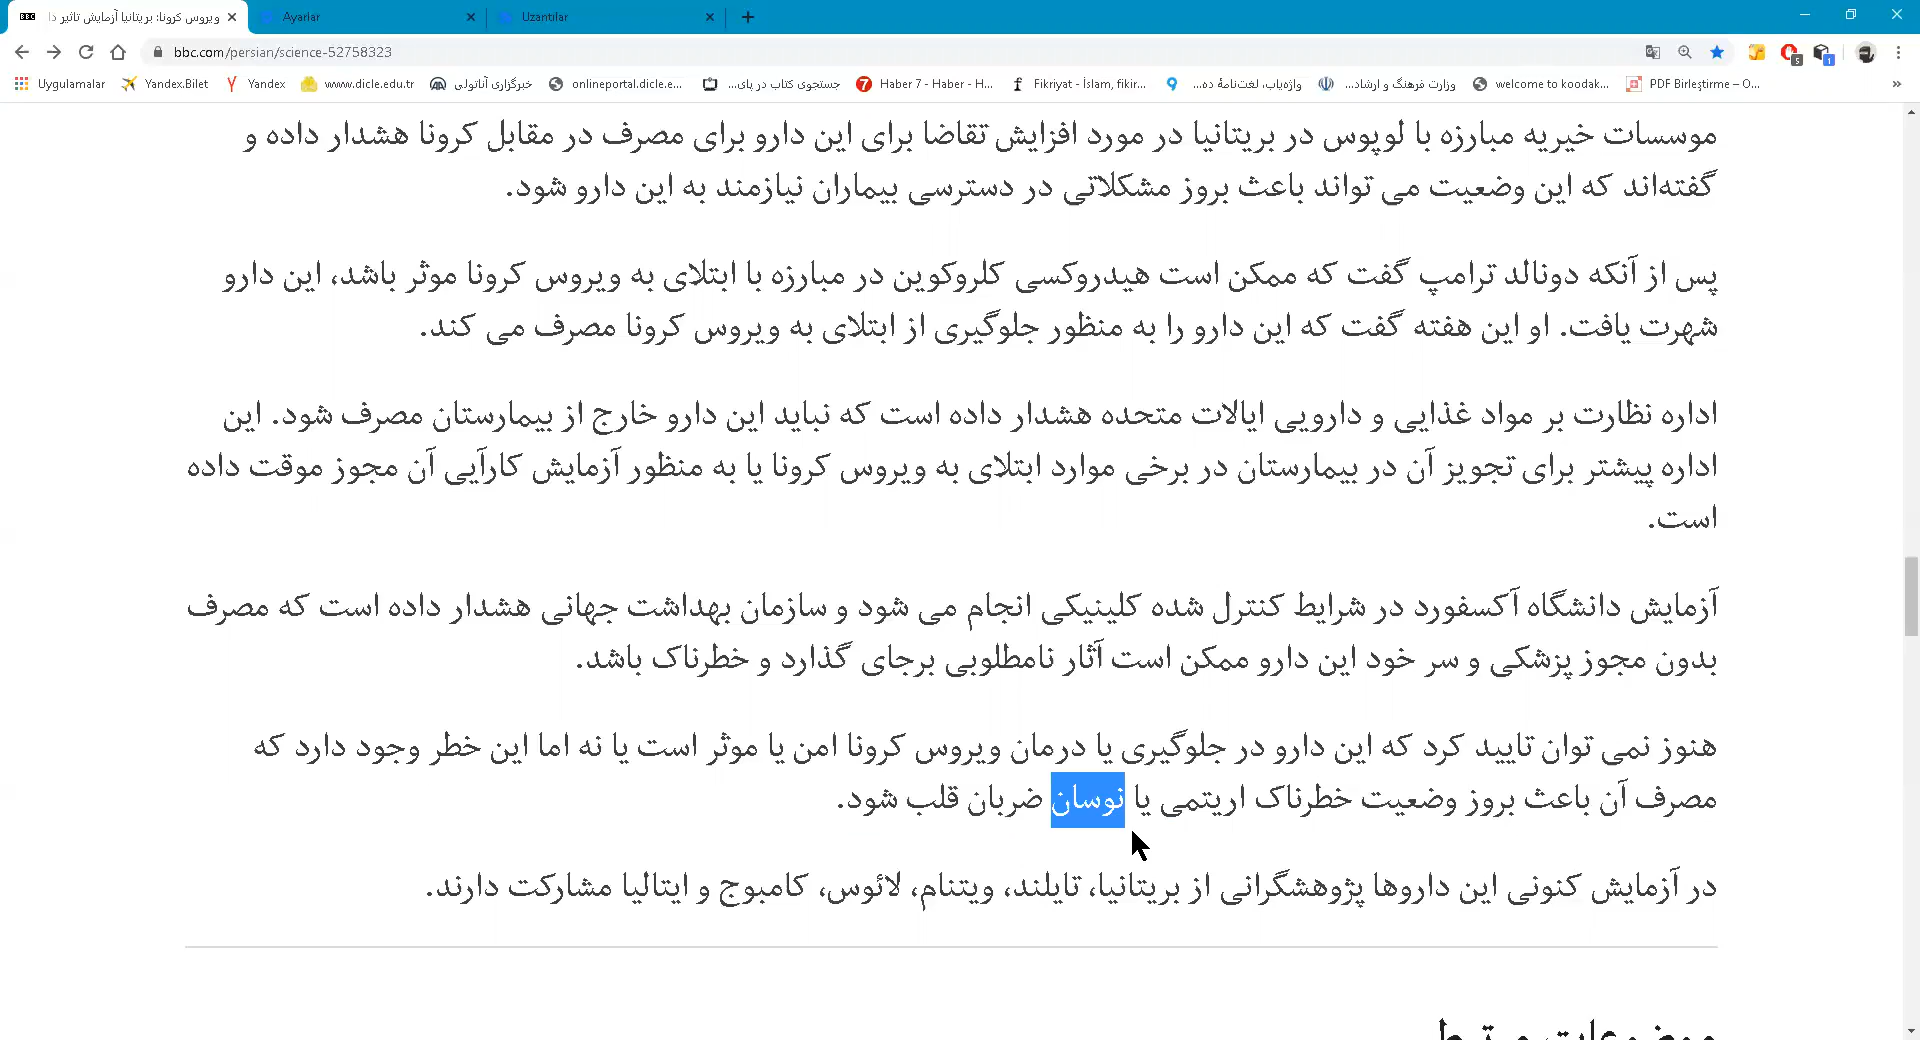 ویروس کرونا: بریتانیا آزمایش تاثیر دا
Ayarlar
Uzantılar
bbc.com/persian/science-52758323
Uygulamalar
Yandex.Bilet
Yandex
www.dicle.edu.tr
خبرگزاری آناتولی
onlineportal.dicle.e...
جستجوی کتاب در پای...
Haber 7 - Haber - H...
Fikriyat - İslam, fikir...
واژه‌یاب، لغت‌نامهٔ ده...
وزارت فرهنگ و ارشاد...
welcome to koodak...
PDF Birleştirme – O...
موسسات خیریه مبارزه با لوپوس در بریتانیا در مورد افزایش تقاضا برای این دارو برای مصرف در مقابل کرونا هشدار داده و
گفته‌اند که این وضعیت می تواند باعث بروز مشکلاتی در دسترسی بیماران نیازمند به این دارو شود.
پس از آنکه دونالد ترامپ گفت که ممکن است هیدروکسی کلروکوین در مبارزه با ابتلای به ویروس کرونا موثر باشد، این دارو
شهرت یافت. او این هفته گفت که این دارو را به منظور جلوگیری از ابتلای به ویروس کرونا مصرف می کند.
اداره نظارت بر مواد غذایی و دارویی ایالات متحده هشدار داده است که نباید این دارو خارج از بیمارستان مصرف شود. این
اداره پیشتر برای تجویز آن در بیمارستان در برخی موارد ابتلای به ویروس کرونا یا به منظور آزمایش کارآیی آن مجوز موقت داده
است.
آزمایش دانشگاه آکسفورد در شرایط کنترل شده کلینیکی انجام می شود و سازمان بهداشت جهانی هشدار داده است که مصرف
بدون مجوز پزشکی و سر خود این دارو ممکن است آثار نامطلوبی برجای گذارد و خطرناک باشد.
هنوز نمی توان تایید کرد که این دارو در جلوگیری یا درمان ویروس کرونا امن یا موثر است یا نه اما این خطر وجود دارد که
مصرف آن باعث بروز وضعیت خطرناک اریتمی یا نوسان ضربان قلب شود.
در آزمایش کنونی این داروها پژوهشگرانی از بریتانیا، تایلند، ویتنام، لائوس، کامبوج و ایتالیا مشارکت دارند.